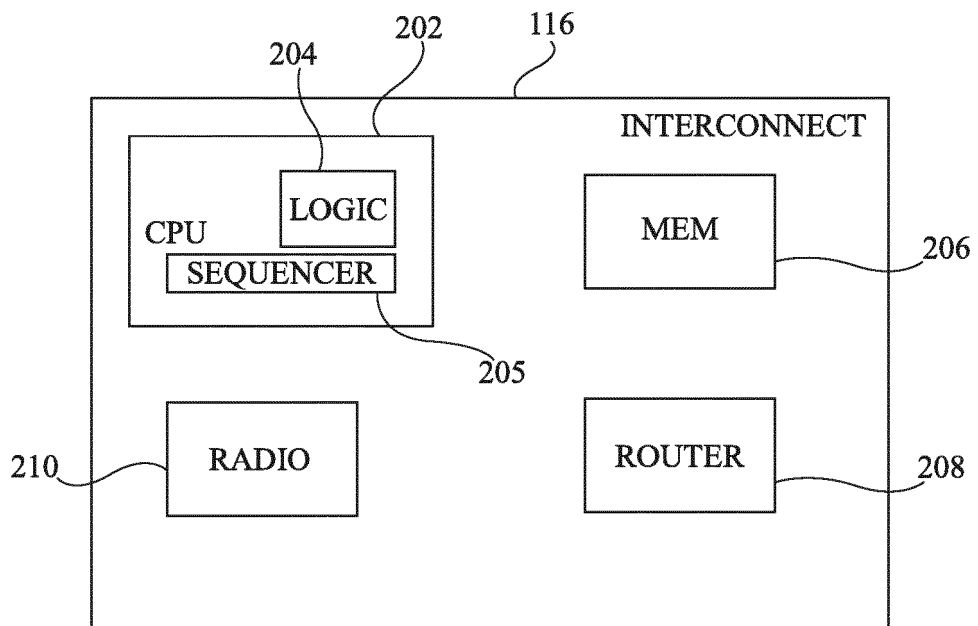 202
116
204
INTERCONNECT
LOGIC
CPU
MEM
SEQUENCER
206
205
RADIO
ROUTER
210
208